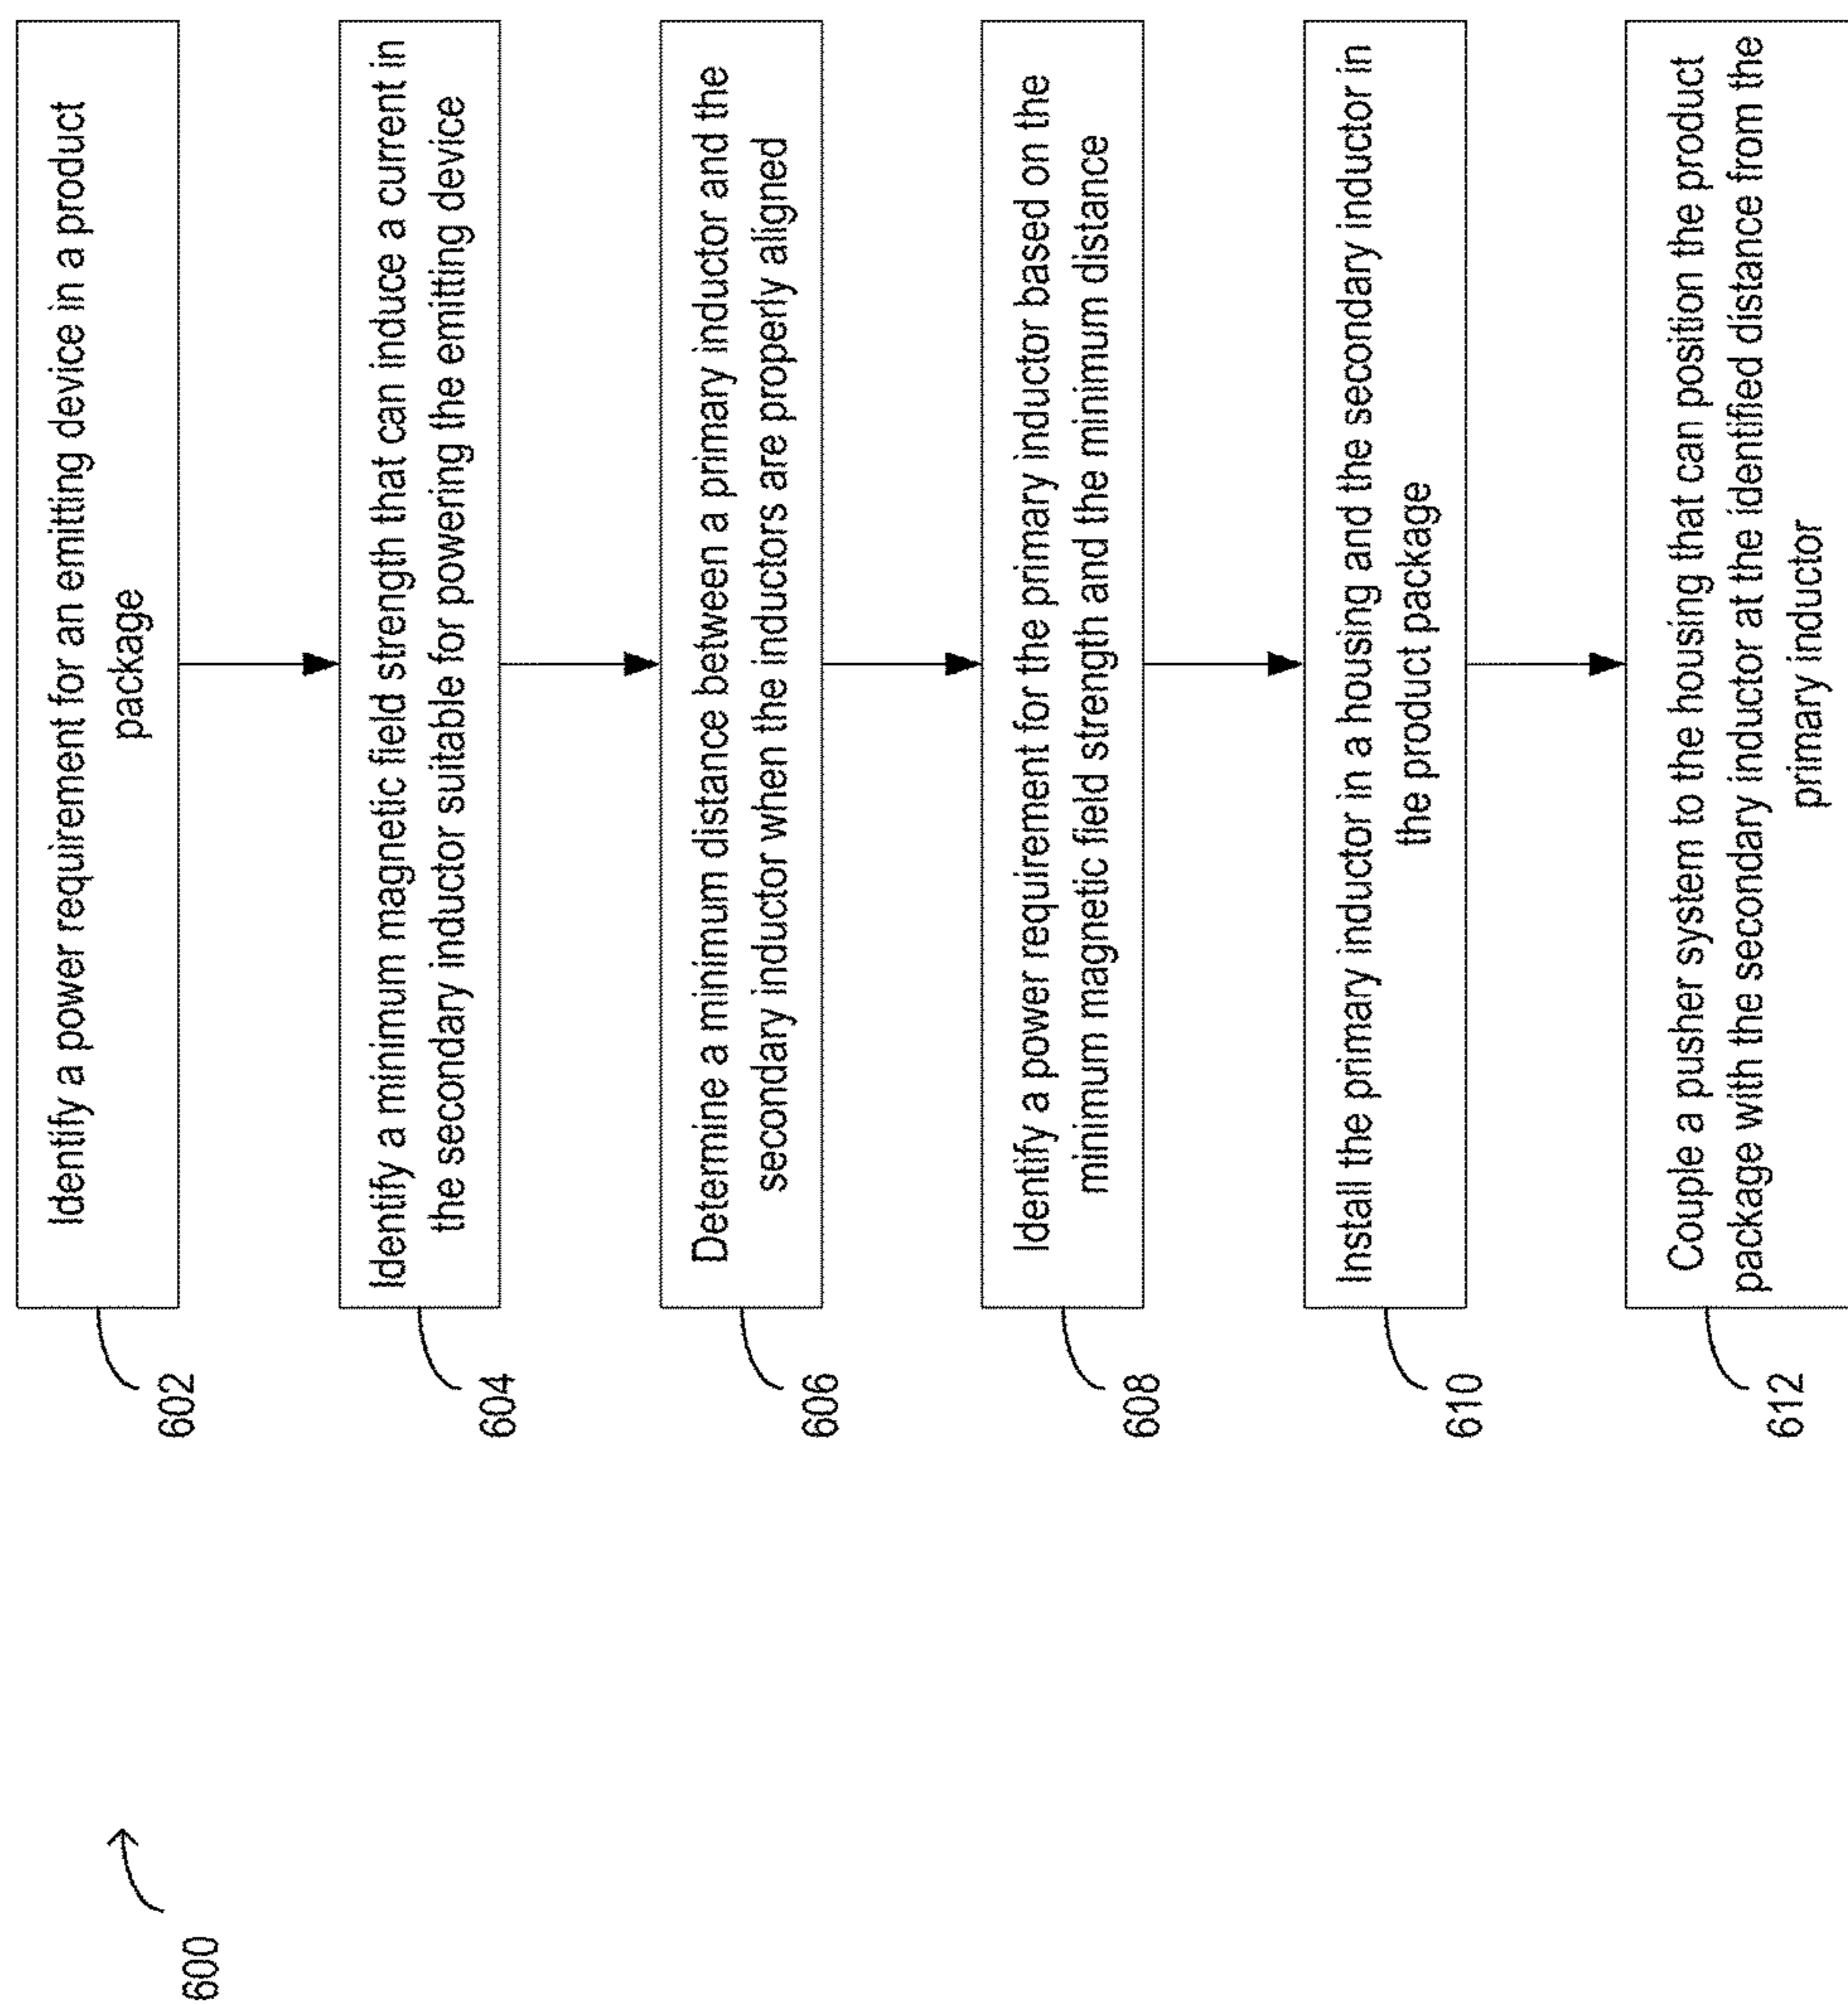 600
602
Identify a power requirement for an emitting device in a product
package
604
Identify a minimum magnetic field strength that can induce a current in
the secondary inductor suitable for powering the emitting device
606
Determine a minimum distance between a primary inductor and the
secondary inductor when the inductors are properly aligned
608
Identify a power requirement for the primary inductor based on the
minimum magnetic field strength and the minimum distance
610
Install the primary inductor in a housing and the secondary inductor in
the product package
612
Couple a pusher system to the housing that can position the product
package with the secondary inductor at the identified distance from the
primary inductor